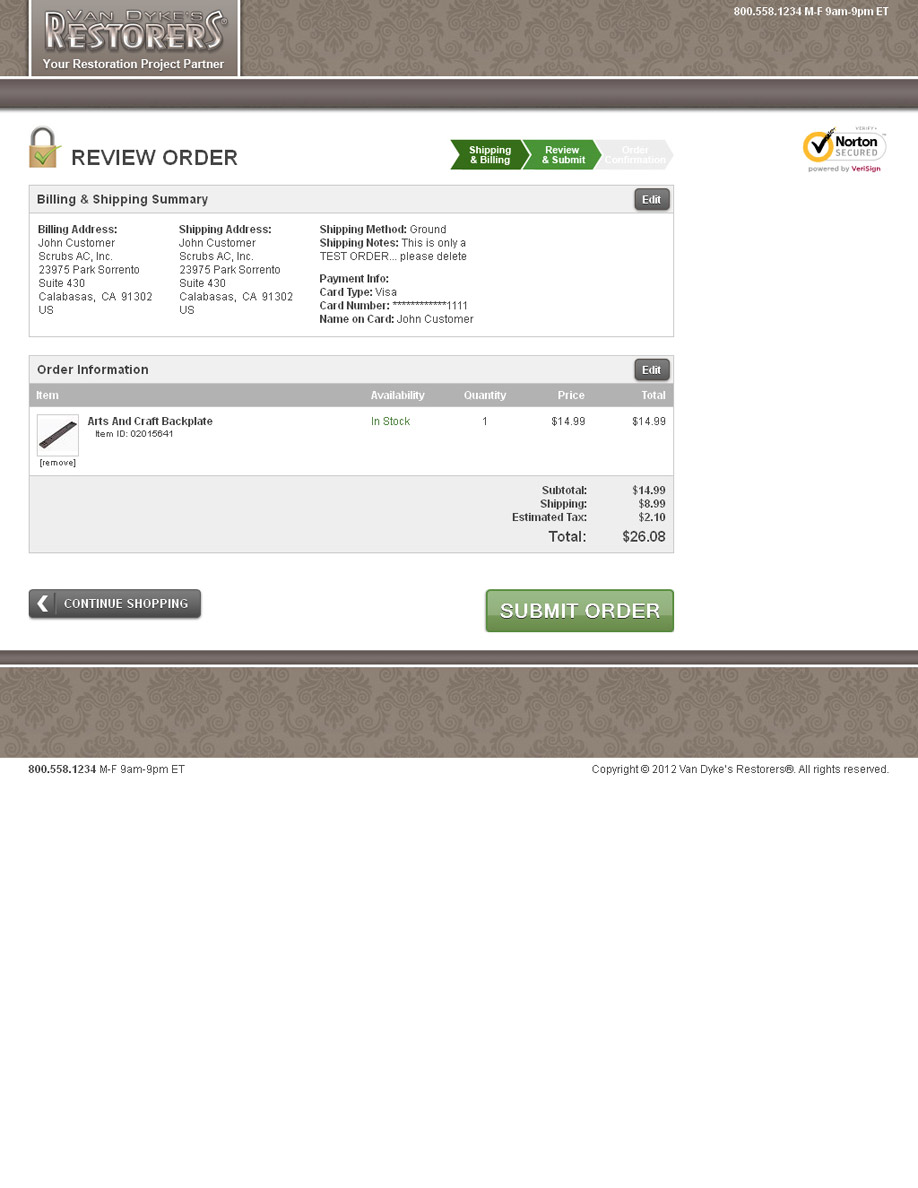 VAN DYKE'S
RESTORERS®
Your Restoration Project Partner
800.558.1234 M-F 9am-9pm ET
REVIEW ORDER
Shipping
& Billing
Review
& Submit
Order
Confirmation
VERIFY▸
Norton™
SECURED
powered by VeriSign
Billing & Shipping Summary
Edit
Billing Address:
John Customer
Scrubs AC, Inc.
23975 Park Sorrento
Suite 430
Calabasas, CA 91302
US
Shipping Address:
John Customer
Scrubs AC, Inc.
23975 Park Sorrento
Suite 430
Calabasas, CA 91302
US
Shipping Method: Ground
Shipping Notes: This is only a
TEST ORDER... please delete
Payment Info:
Card Type: Visa
Card Number: ************1111
Name on Card: John Customer
Order Information
Edit
Item Availability Quantity Price Total
Arts And Craft Backplate In Stock 1 $14.99 $14.99
Item ID: 02015641
[remove]
Subtotal: $14.99
Shipping: $8.99
Estimated Tax: $2.10
Total: $26.08
CONTINUE SHOPPING
SUBMIT ORDER
800.558.1234 M-F 9am-9pm ET
Copyright © 2012 Van Dyke's Restorers®. All rights reserved.